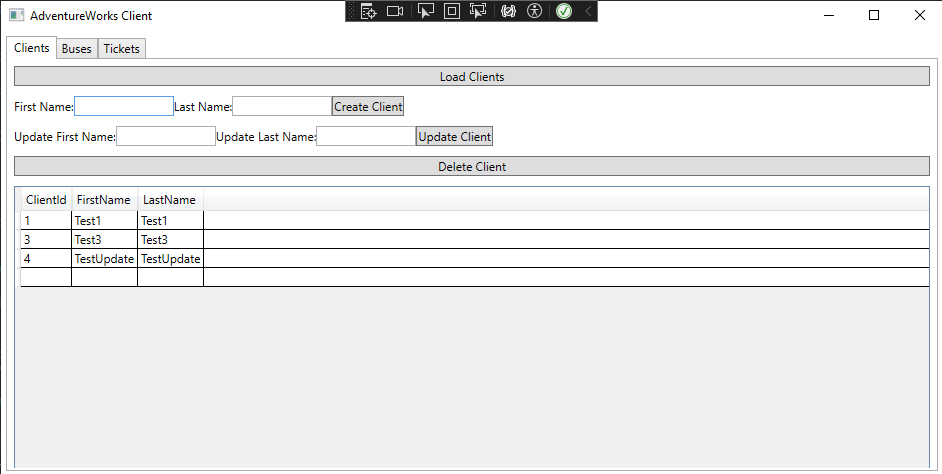 AdventureWorks Client
Clients Buses Tickets
Load Clients
First Name: Last Name: Create Client
Update First Name: Update Last Name: Update Client
Delete Client
ClientId FirstName LastName
1 Test1 Test1
3 Test3 Test3
4 TestUpdate TestUpdate